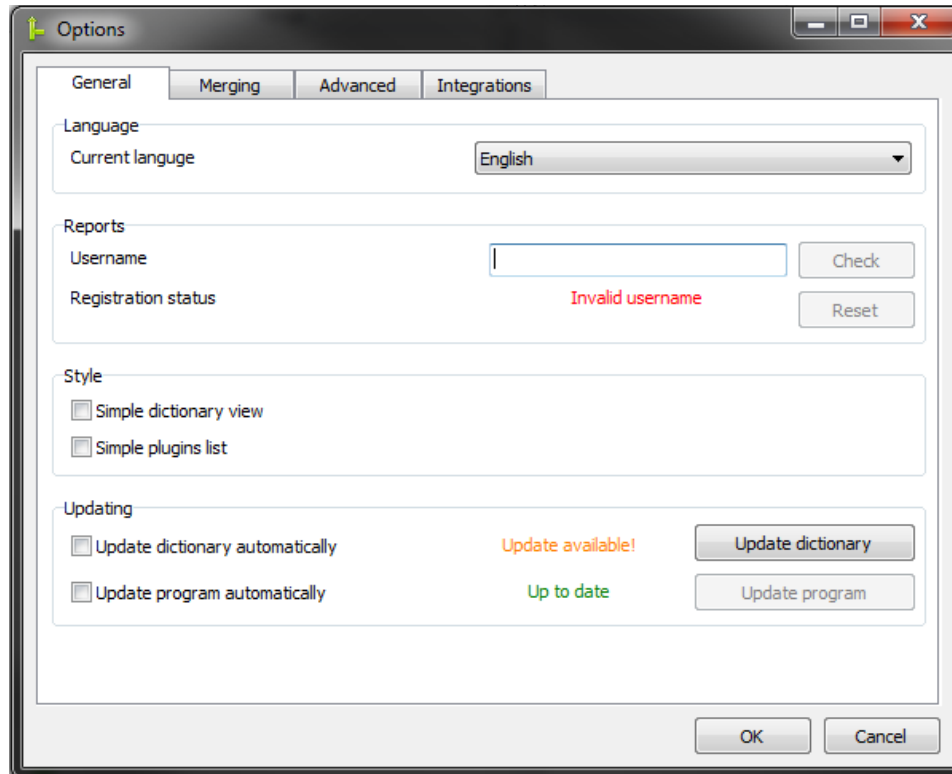 Options
General Merging Advanced Integrations
Language
Current languge English
Reports
Username Check
Registration status Invalid username Reset
Style
Simple dictionary view
Simple plugins list
Updating
Update dictionary automatically Update available! Update dictionary
Update program automatically Up to date Update program
OK Cancel